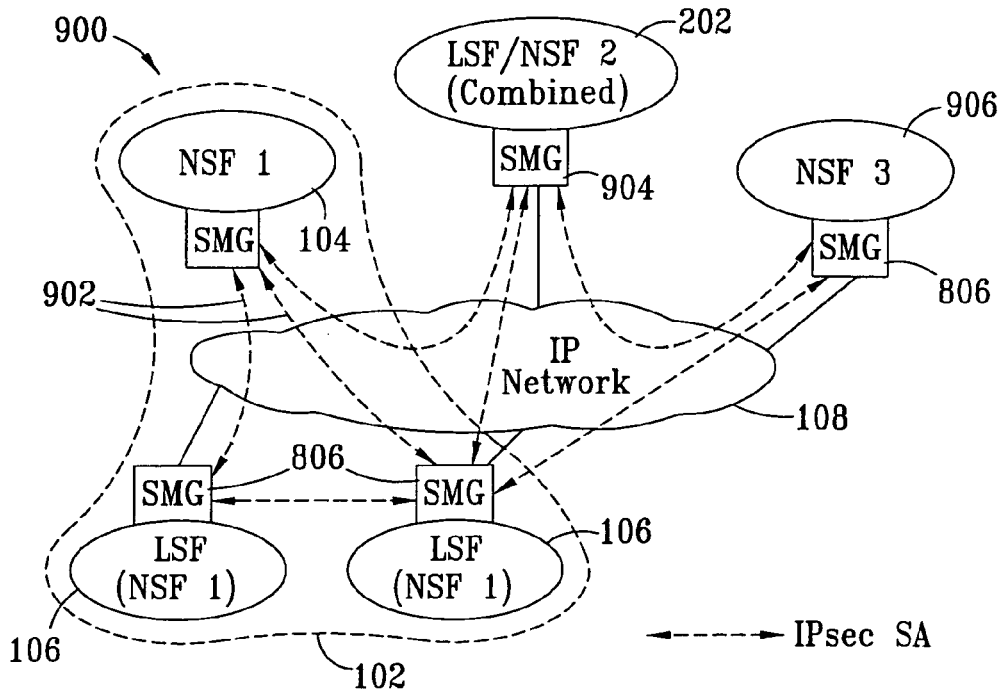 900
202
LSF/NSF 2
(Combined)
906
NSF 1
SMG
NSF 3
904
104
SMG
SMG
902
806
IP
Network
108
806
SMG
SMG
106
LSF
(NSF 1)
LSF
(NSF 1)
106
102
IPsec SA